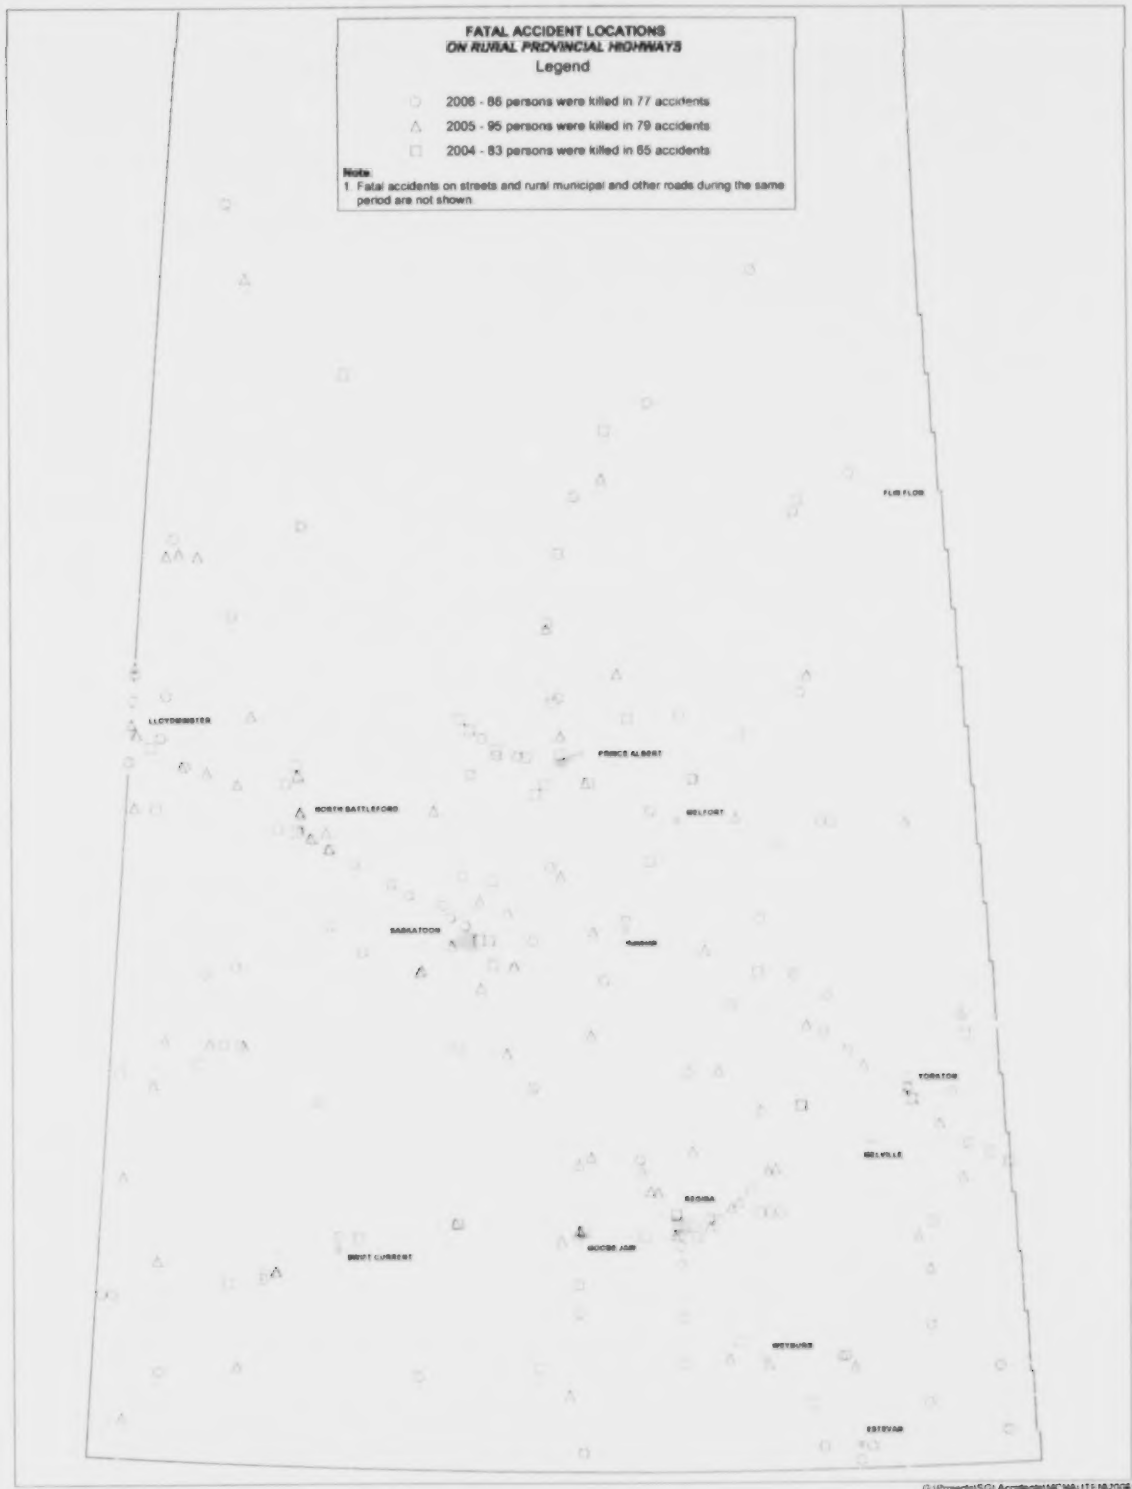 FATAL ACCIDENT LOCATIONS
ON RURAL PROVINCIAL HIGHWAYS
Legend
2006 - 86 persons were killed in 77 accidents
2005 - 95 persons were killed in 79 accidents
2004 - 83 persons were killed in 65 accidents
Note
1. Fatal accidents on streets and rural municipal and other roads during the same
period are not shown.
FLIN FLON
LLOYDMINSTER
PRINCE ALBERT
NORTH BATTLEFORD
MELFORT
SASKATOON
YORKTON
MELVILLE
REGINA
MOOSE JAW
SWIFT CURRENT
WEYBURN
ESTEVAN